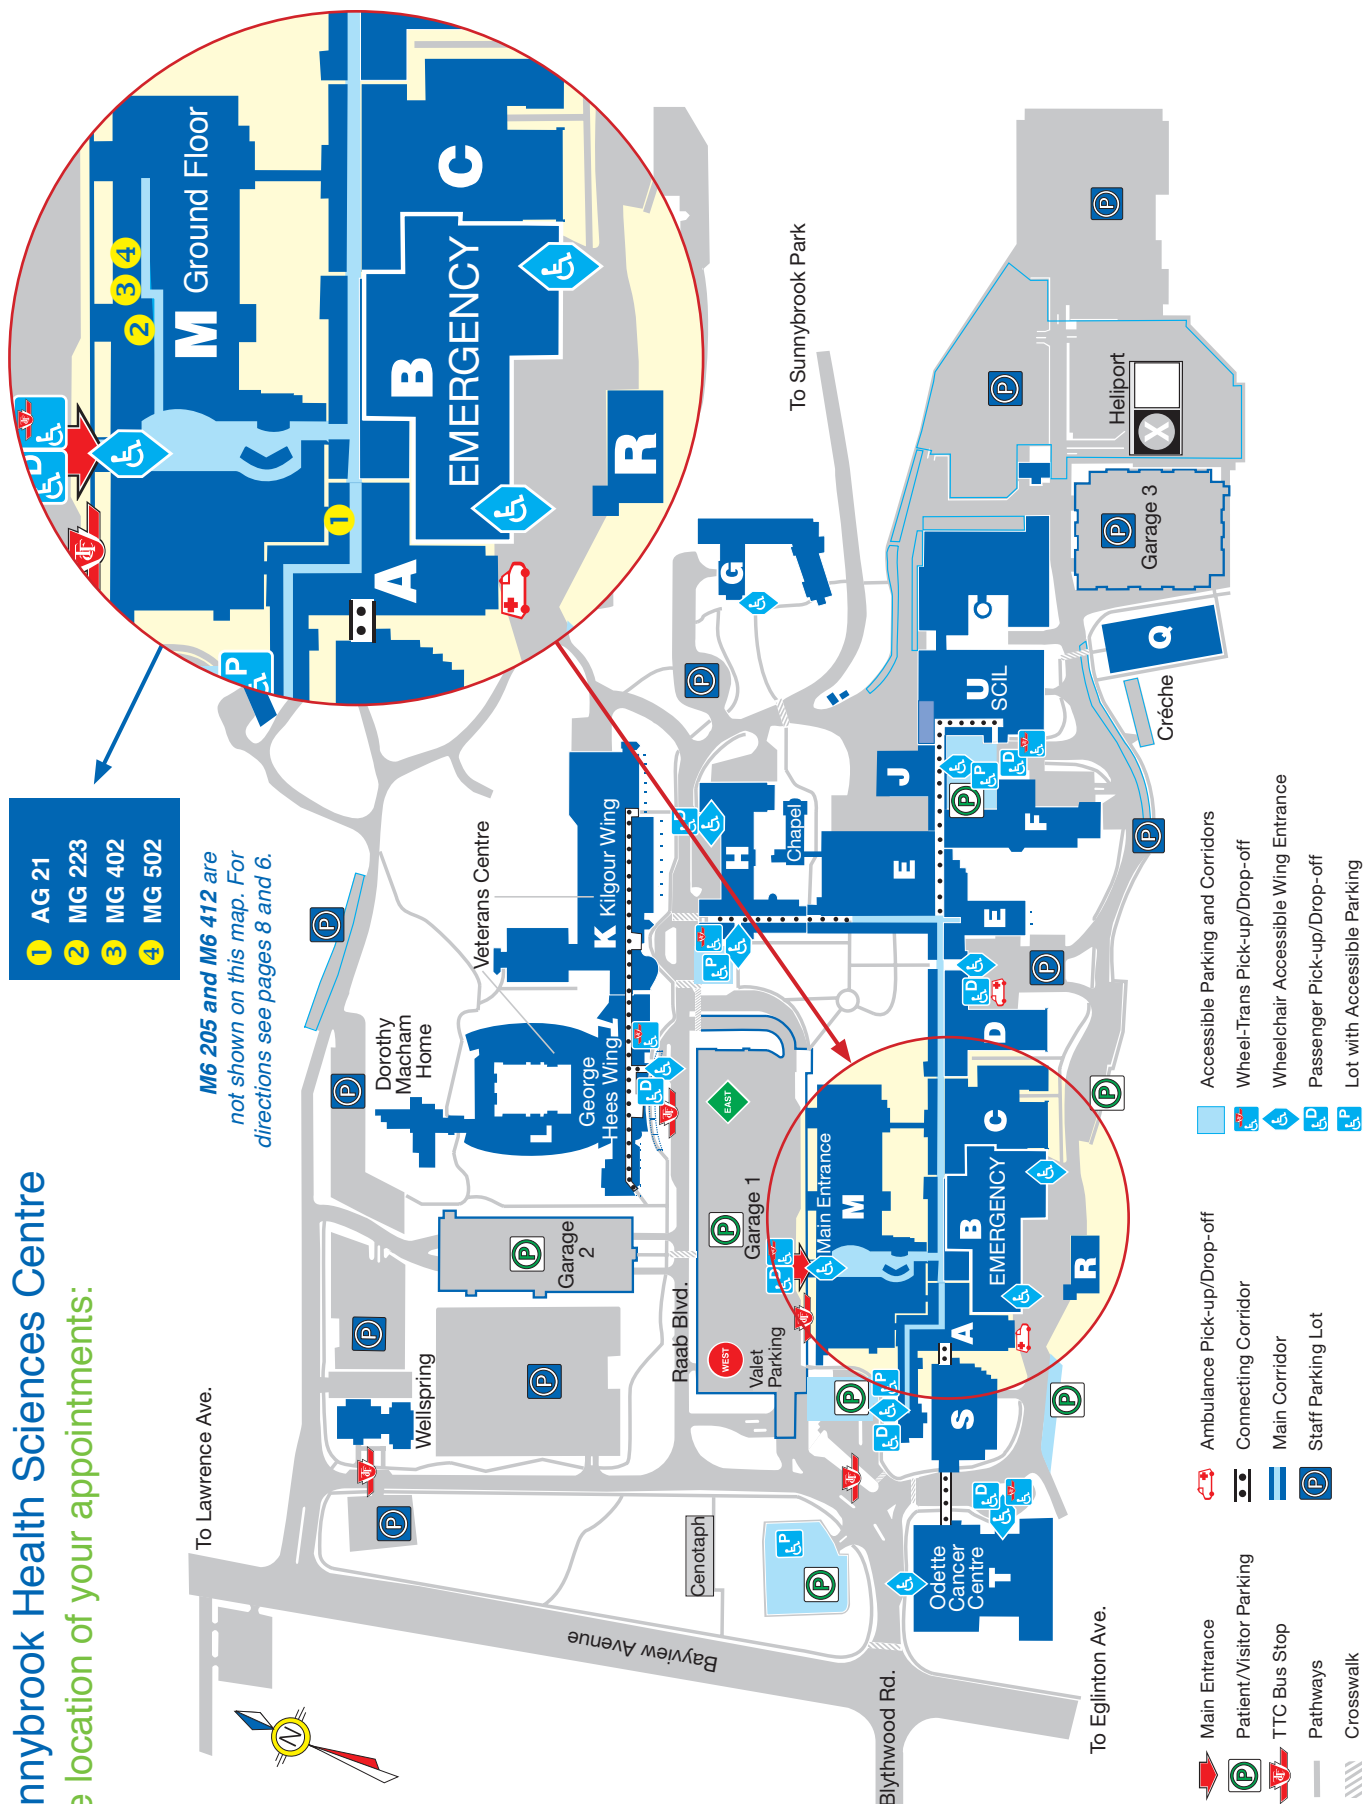 nnybrook Health Sciences Centre
e location of your appointments:
1 AG 21
2 MG 223
3 MG 402
4 MG 502
M6 205 and M6 412 are
not shown on this map. For
directions see pages 8 and 6.
M Ground Floor
1
2
3
4
A
B
EMERGENCY
C
R
P
D
To Lawrence Ave.
Wellspring
Dorothy
Macham
Home
Veterans Centre
K Kilgour Wing
L
George
Hees Wing
L
Garage
2
Raab Blvd.
EAST
WEST
Garage 1
Valet
Parking
Main Entrance
M
Cenotaph
Bayview Avenue
Blythwood Rd.
To Eglinton Ave.
Odette
Cancer
Centre
T
S
A
B
EMERGENCY
C
D
R
E
E
F
H
Chapel
J
G
To Sunnybrook Park
U
SCIL
Q
Créche
Garage 3
Heliport
X
N
Main Entrance
Patient/Visitor Parking
TTC Bus Stop
Pathways
Crosswalk
Ambulance Pick-up/Drop-off
Connecting Corridor
Main Corridor
Staff Parking Lot
Accessible Parking and Corridors
Wheel-Trans Pick-up/Drop-off
Wheelchair Accessible Wing Entrance
Passenger Pick-up/Drop-off
Lot with Accessible Parking